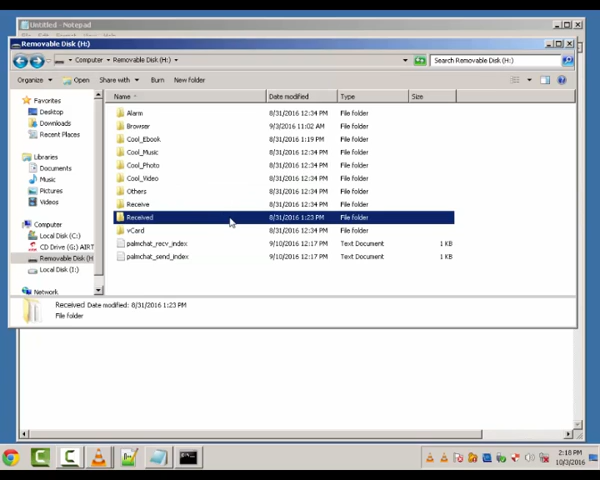 Untitled - Notepad
File Edit Format View Help
Removable Disk (H:)
Computer Removable Disk (H:)
Search Removable Disk (H:)
Organize Open Share with Burn New folder
Name Date modified Type Size
Favorites
Desktop
Downloads
Recent Places
Libraries
Documents
Music
Pictures
Videos
Computer
Local Disk (C:)
CD Drive (G:) AIRT
Removable Disk (H
Local Disk (I:)
Network
Alarm 8/31/2016 12:34 PM File folder
Browser 9/3/2016 11:02 AM File folder
Cool_Ebook 8/31/2016 1:19 PM File folder
Cool_Music 8/31/2016 12:34 PM File folder
Cool_Photo 8/31/2016 12:34 PM File folder
Cool_Video 8/31/2016 12:34 PM File folder
Others 8/31/2016 12:34 PM File folder
Receive 8/31/2016 12:34 PM File folder
Received 8/31/2016 1:23 PM File folder
vCard 8/31/2016 12:34 PM File folder
palmchat_recv_index 9/10/2016 12:17 PM Text Document 1 KB
palmchat_send_index 9/10/2016 12:17 PM Text Document 1 KB
Received Date modified: 8/31/2016 1:23 PM
File folder
2:18 PM
10/3/2016